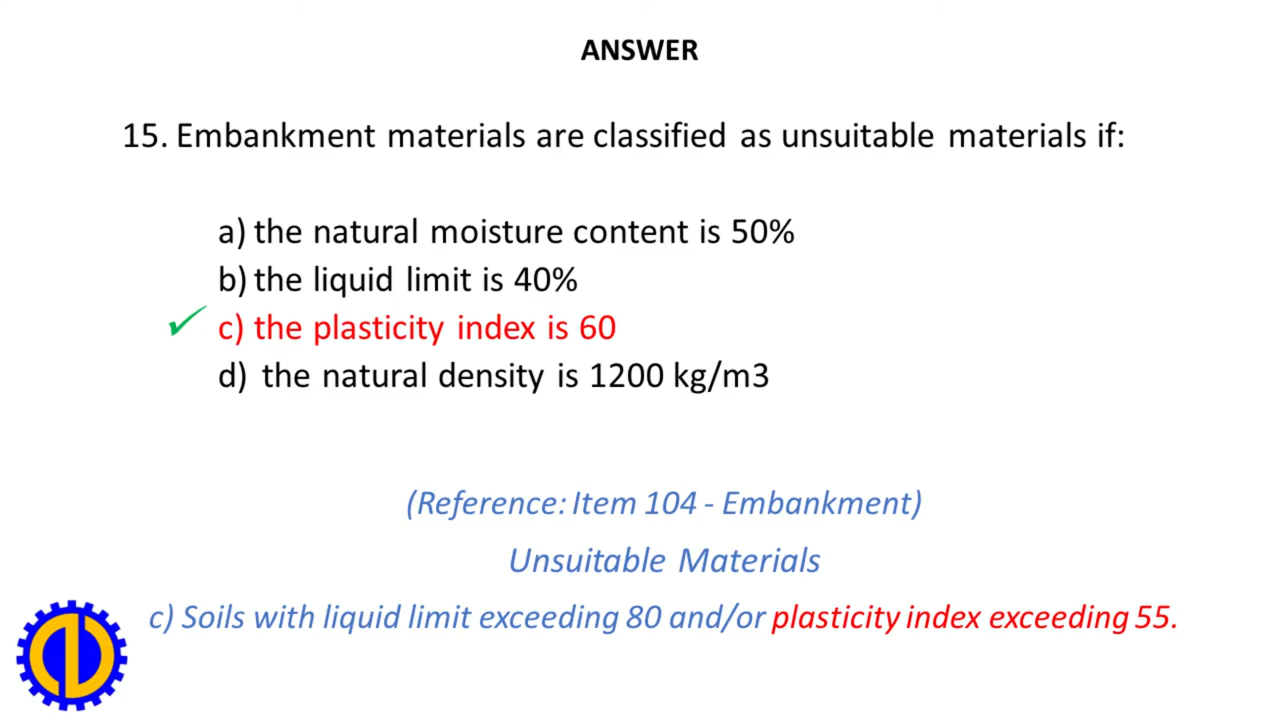 ANSWER
15. Embankment materials are classified as unsuitable materials if:
a) the natural moisture content is 50%
b) the liquid limit is 40%
c) the plasticity index is 60
d) the natural density is 1200 kg/m3
(Reference: Item 104 - Embankment)
Unsuitable Materials
c) Soils with liquid limit exceeding 80 and/or plasticity index exceeding 55.